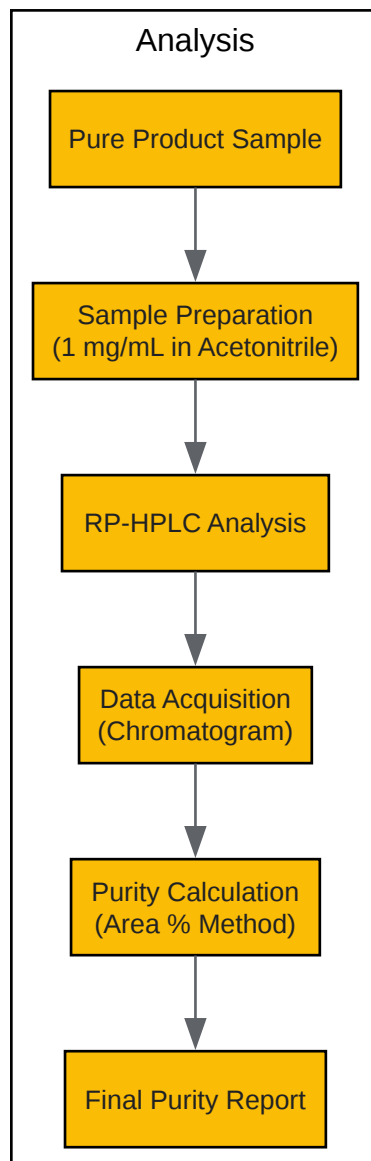 Analysis
Pure Product Sample
Sample Preparation
(1 mg/mL in Acetonitrile)
RP-HPLC Analysis
Data Acquisition
(Chromatogram)
Purity Calculation
(Area % Method)
Final Purity Report